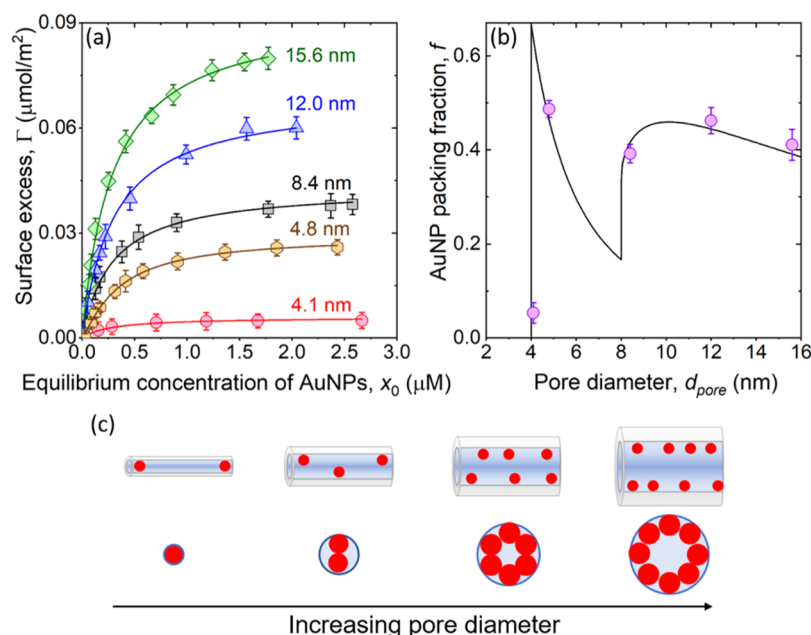 (a)
(b)
0.09
0.06
0.03
0.00
Surface excess, Γ (μmol/m²)
15.6 nm
12.0 nm
8.4 nm
4.8 nm
4.1 nm
0.0 0.5 1.0 1.5 2.0 2.5 3.0
Equilibrium concentration of AuNPs, x₀ (μM)
0.6
0.4
0.2
0.0
AuNP packing fraction, f
2 4 6 8 10 12 14 16
Pore diameter, d_pore (nm)
(c)
Increasing pore diameter